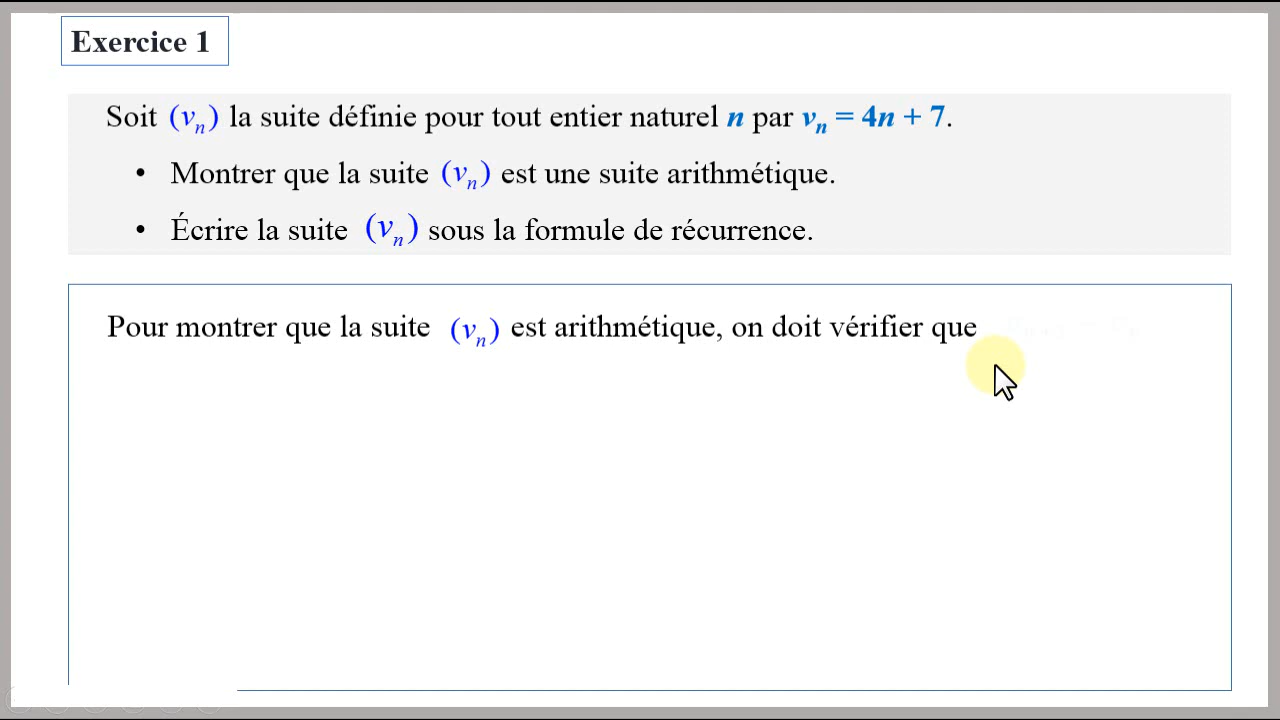 Exercice 1
Soit (vn) la suite définie pour tout entier naturel n par vn = 4n + 7.
• Montrer que la suite (vn) est une suite arithmétique.
• Écrire la suite (vn) sous la formule de récurrence.
Pour montrer que la suite (vn) est arithmétique, on doit vérifier que